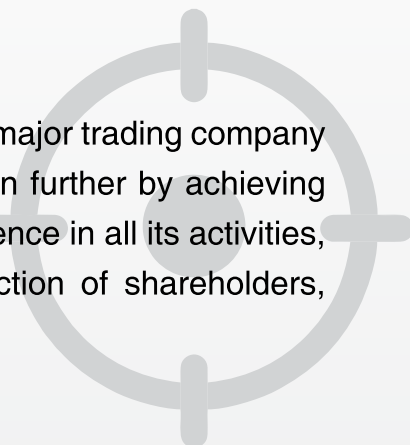 major trading company
n further by achieving
ence in all its activities,
ction of shareholders,